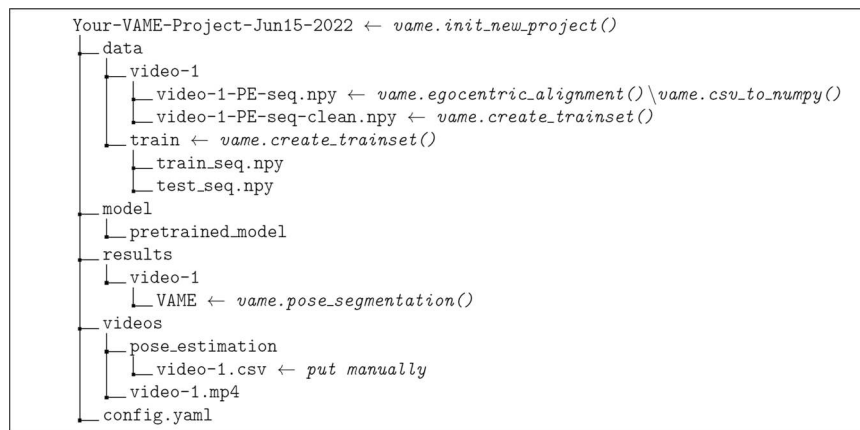 Your-VAME-Project-Jun15-2022 ← vame.init_new_project()
data
video-1
video-1-PE-seq.npy ← vame.egocentric_alignment()\vame.csv_to_numpy()
video-1-PE-seq-clean.npy ← vame.create_trainset()
train ← vame.create_trainset()
train_seq.npy
test_seq.npy
model
pretrained_model
results
video-1
VAME ← vame.pose_segmentation()
videos
pose_estimation
video-1.csv ← put manually
video-1.mp4
config.yaml